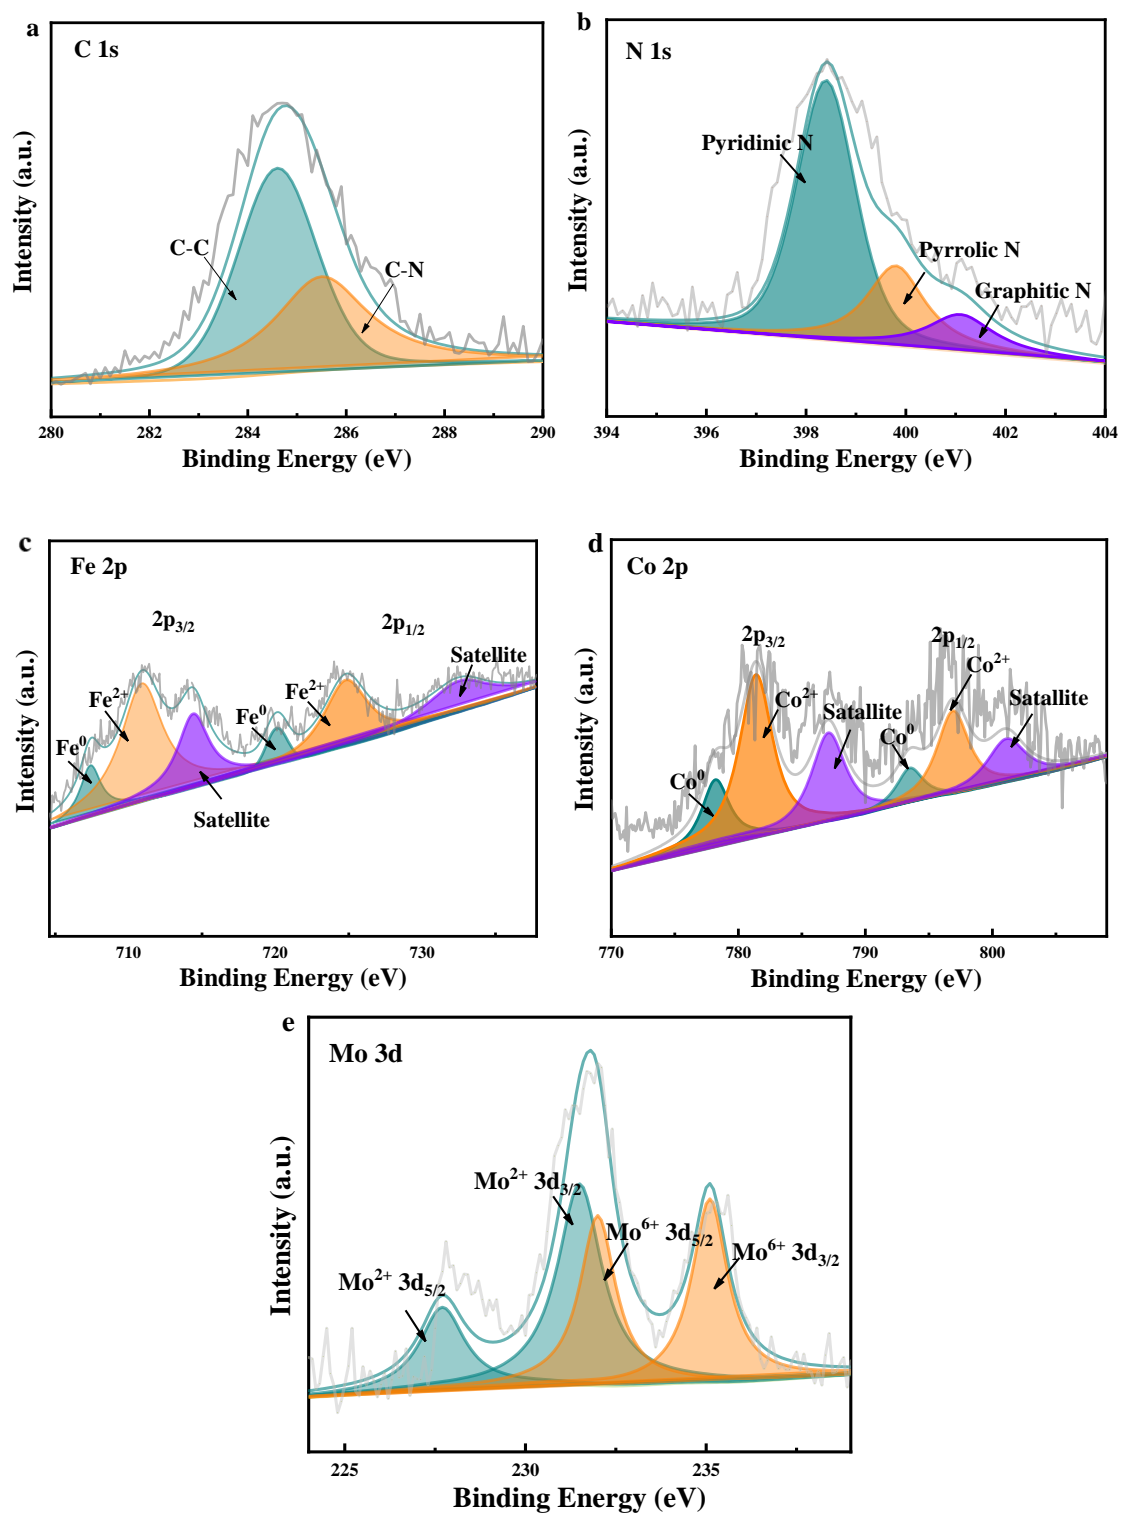 a
C 1s
C-C
C-N
Intensity (a.u.)
280 282 284 286 288 290
Binding Energy (eV)
b
N 1s
Pyridinic N
Pyrrolic N
Graphitic N
Intensity (a.u.)
394 396 398 400 402 404
Binding Energy (eV)
c
Fe 2p
2p3/2
2p1/2
Satellite
Fe2+
Fe2+
Fe0
Fe0
Satellite
Intensity (a.u.)
710 720 730
Binding Energy (eV)
d
Co 2p
2p3/2
2p1/2
Co2+
Co2+
Satallite
Satallite
Co0
Co0
Intensity (a.u.)
770 780 790 800
Binding Energy (eV)
e
Mo 3d
Mo2+ 3d3/2
Mo6+ 3d5/2
Mo6+ 3d3/2
Mo2+ 3d5/2
Intensity (a.u.)
225 230 235
Binding Energy (eV)